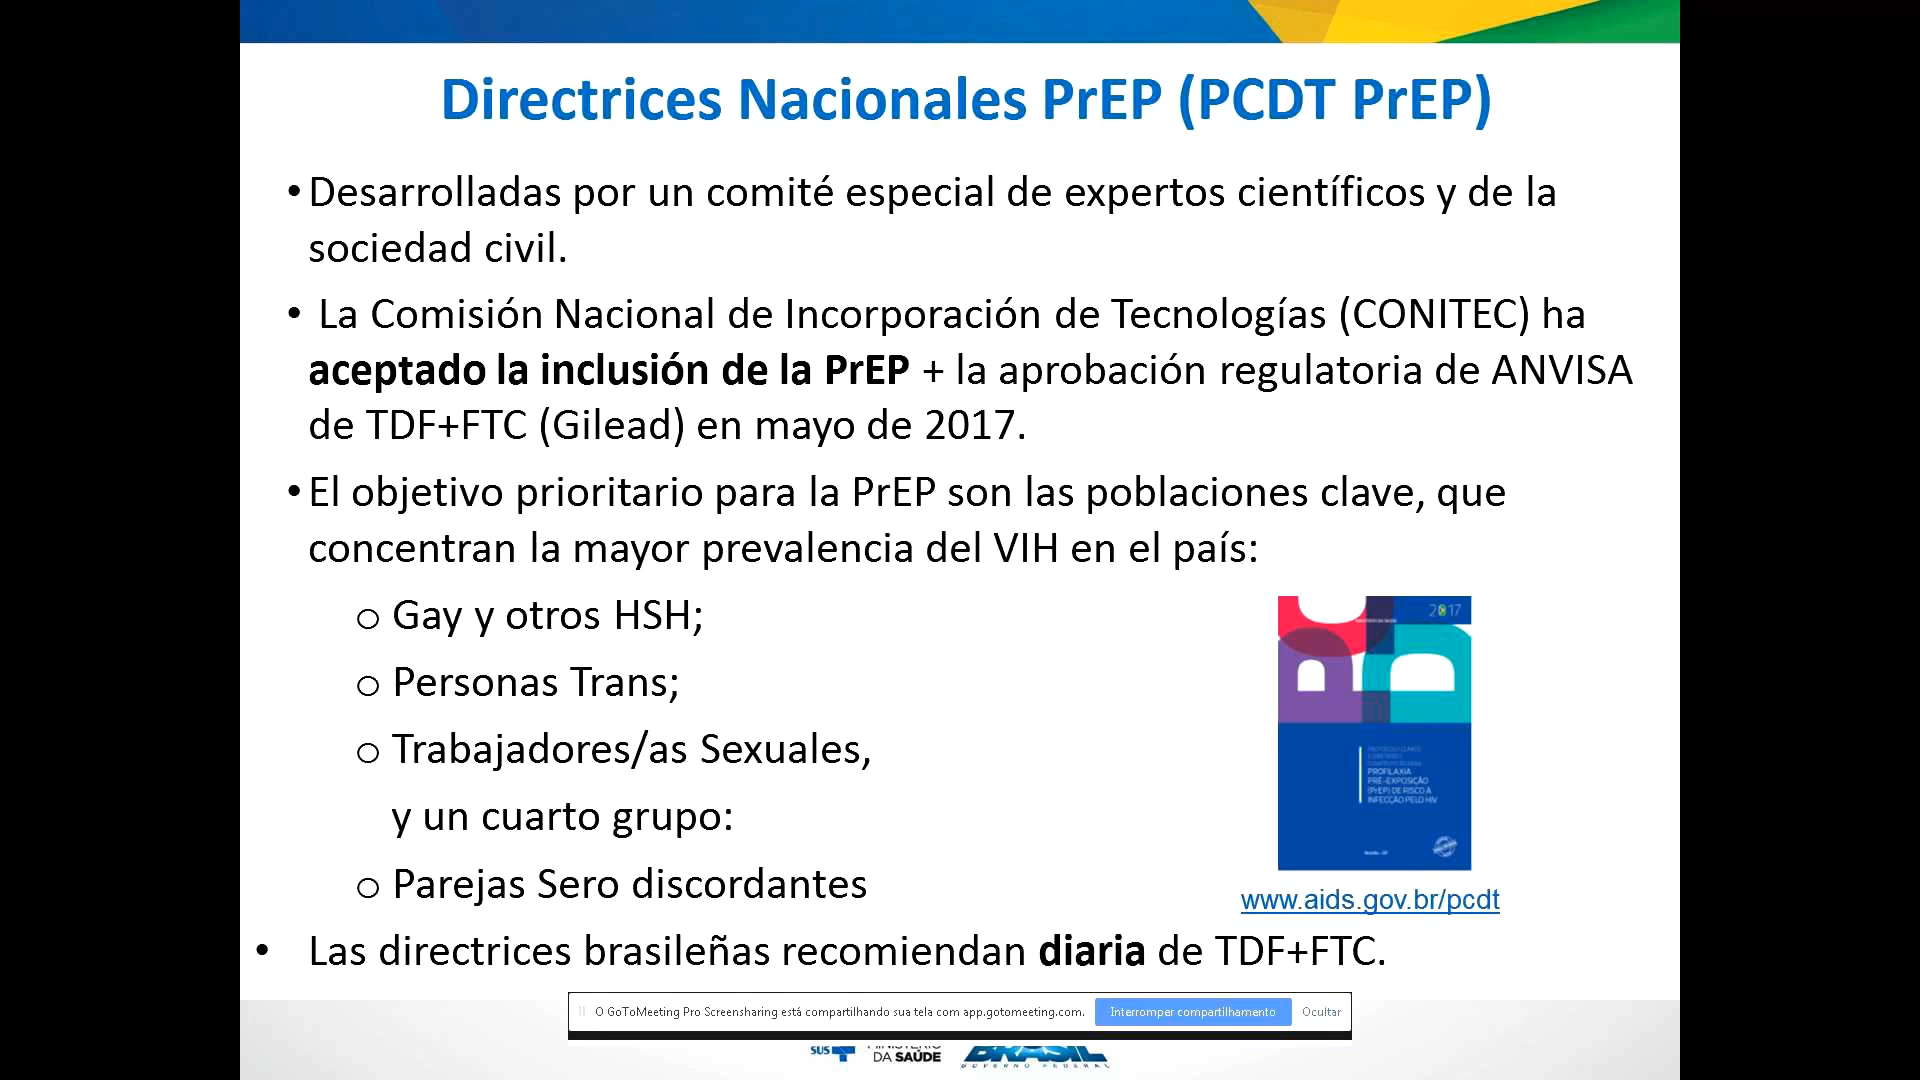 Directrices Nacionales PrEP (PCDT PrEP)
• Desarrolladas por un comité especial de expertos científicos y de la
sociedad civil.
• La Comisión Nacional de Incorporación de Tecnologías (CONITEC) ha
aceptado la inclusión de la PrEP + la aprobación regulatoria de ANVISA
de TDF+FTC (Gilead) en mayo de 2017.
• El objetivo prioritario para la PrEP son las poblaciones clave, que
concentran la mayor prevalencia del VIH en el país:
o Gay y otros HSH;
o Personas Trans;
o Trabajadores/as Sexuales,
y un cuarto grupo:
o Parejas Sero discordantes
2017
PROFILAXIA
PRÉ-EXPOSIÇÃO
(PrEP) DE RISCO À
INFECÇÃO PELO HIV
www.aids.gov.br/pcdt
• Las directrices brasileñas recomiendan diaria de TDF+FTC.
O GoToMeeting Pro Screensharing está compartilhando sua tela com app.gotomeeting.com. Interromper compartilhamento Ocultar
SUS MINISTÉRIO
DA SAÚDE
BRASIL
GOVERNO FEDERAL